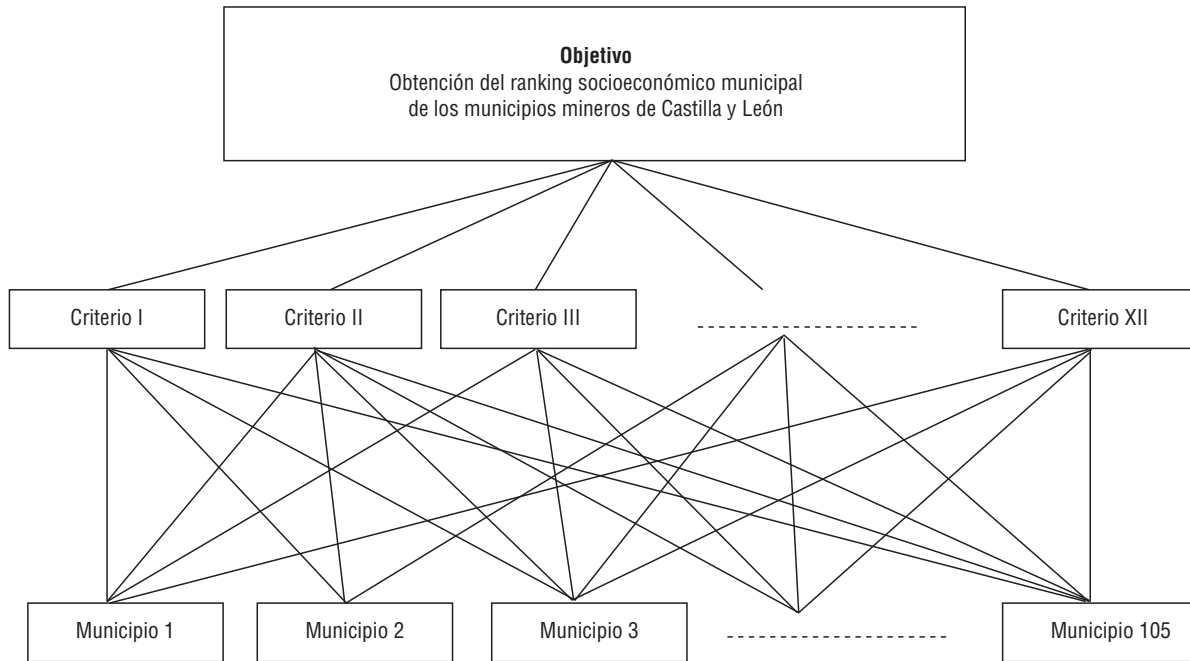 Objetivo
Obtención del ranking socioeconómico municipal
de los municipios mineros de Castilla y León
Criterio I
Criterio II
Criterio III
Criterio XII
Municipio 1
Municipio 2
Municipio 3
Municipio 105